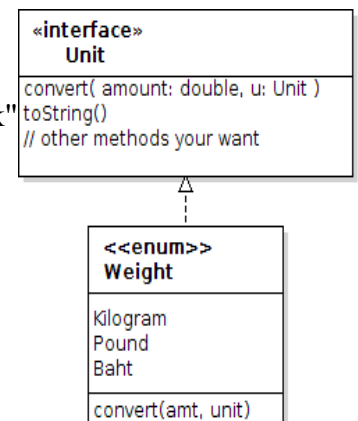 «interface»
Unit
convert( amount: double, u: Unit )
toString()
// other methods your want
<<enum>>
Weight
Kilogram
Pound
Baht
convert(amt, unit)